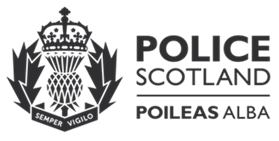 POLICE
SCOTLAND
POILEAS ALBA
SEMPER VIGILO